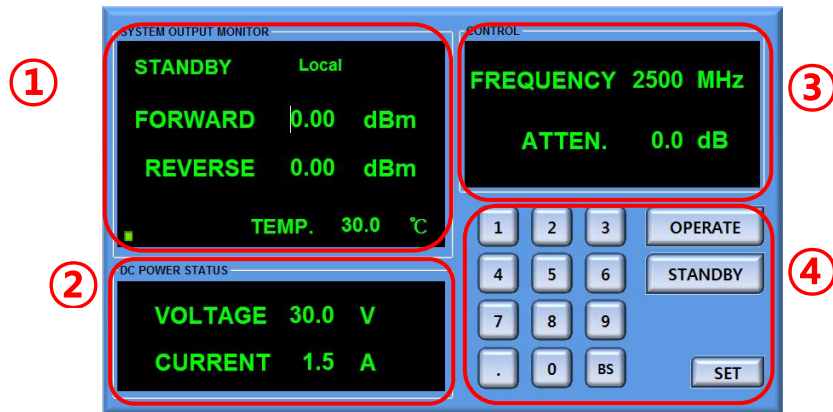 ①
SYSTEM OUTPUT MONITOR
STANDBY Local
FORWARD 0.00 dBm
REVERSE 0.00 dBm
TEMP. 30.0 ℃
②
DC POWER STATUS
VOLTAGE 30.0 V
CURRENT 1.5 A
③
CONTROL
FREQUENCY 2500 MHz
ATTEN. 0.0 dB
④
1 2 3 OPERATE
4 5 6 STANDBY
7 8 9
. 0 BS SET